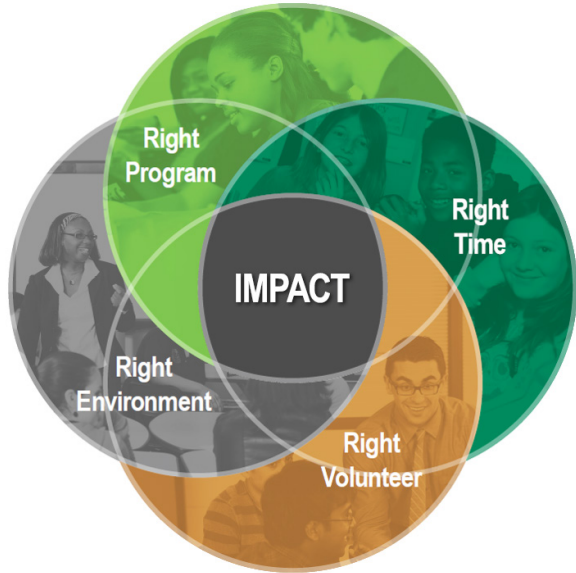 Right
Program
Right
Time
IMPACT
Right
Environment
Right
Volunteer